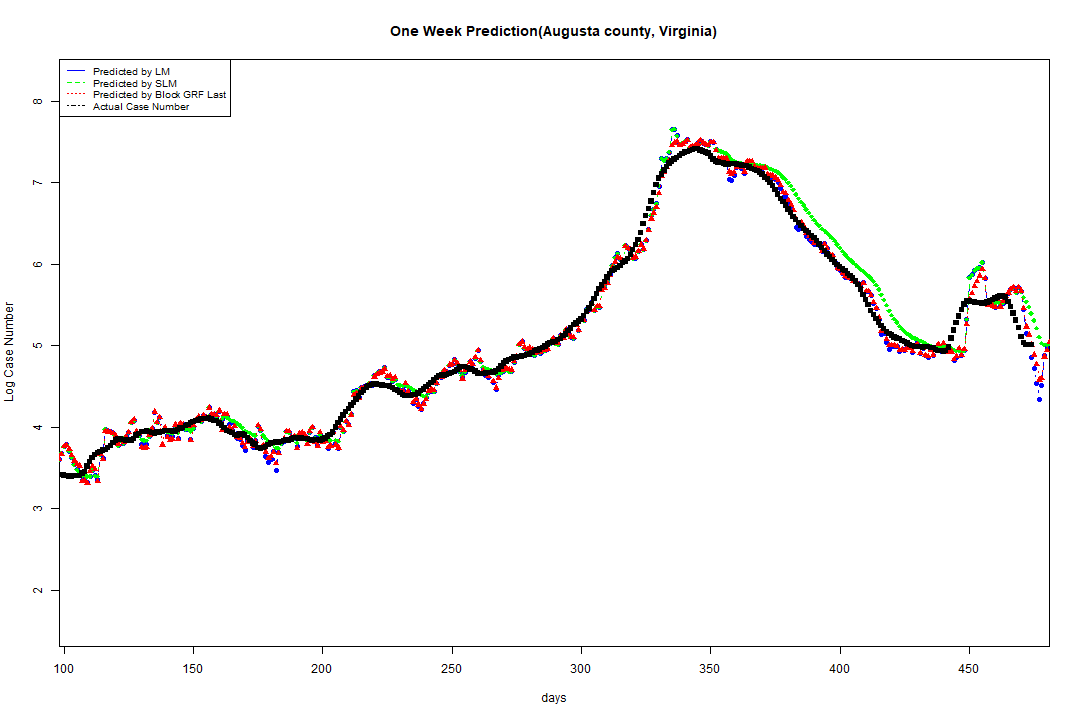 One Week Prediction(Augusta county, Virginia)
Predicted by LM
Predicted by SLM
Predicted by Block GRF Last
Actual Case Number
8
7
6
5
4
3
2
Log Case Number
100 150 200 250 300 350 400 450
days